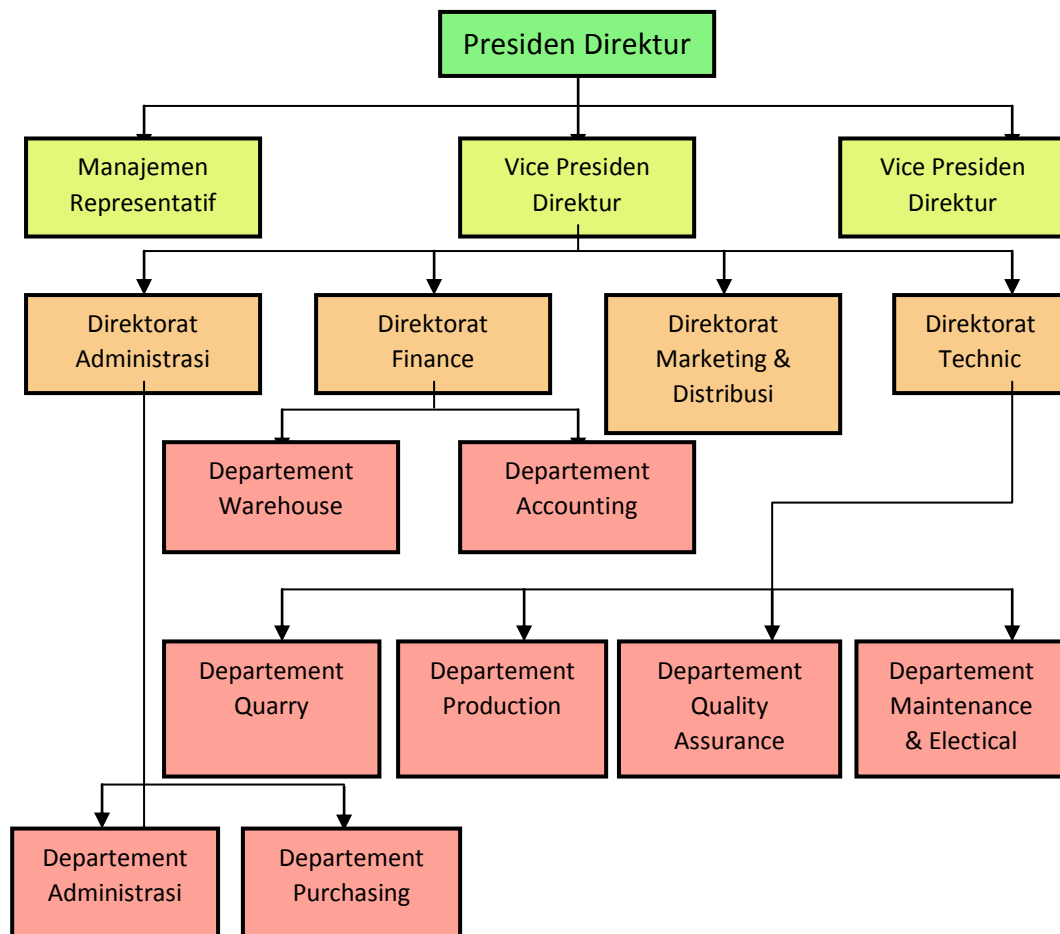 Presiden Direktur
Manajemen
Representatif
Vice Presiden
Direktur
Vice Presiden
Direktur
Direktorat
Administrasi
Direktorat
Finance
Direktorat
Marketing &
Distribusi
Direktorat
Technic
Departement
Warehouse
Departement
Accounting
Departement
Quarry
Departement
Production
Departement
Quality
Assurance
Departement
Maintenance
& Electical
Departement
Administrasi
Departement
Purchasing